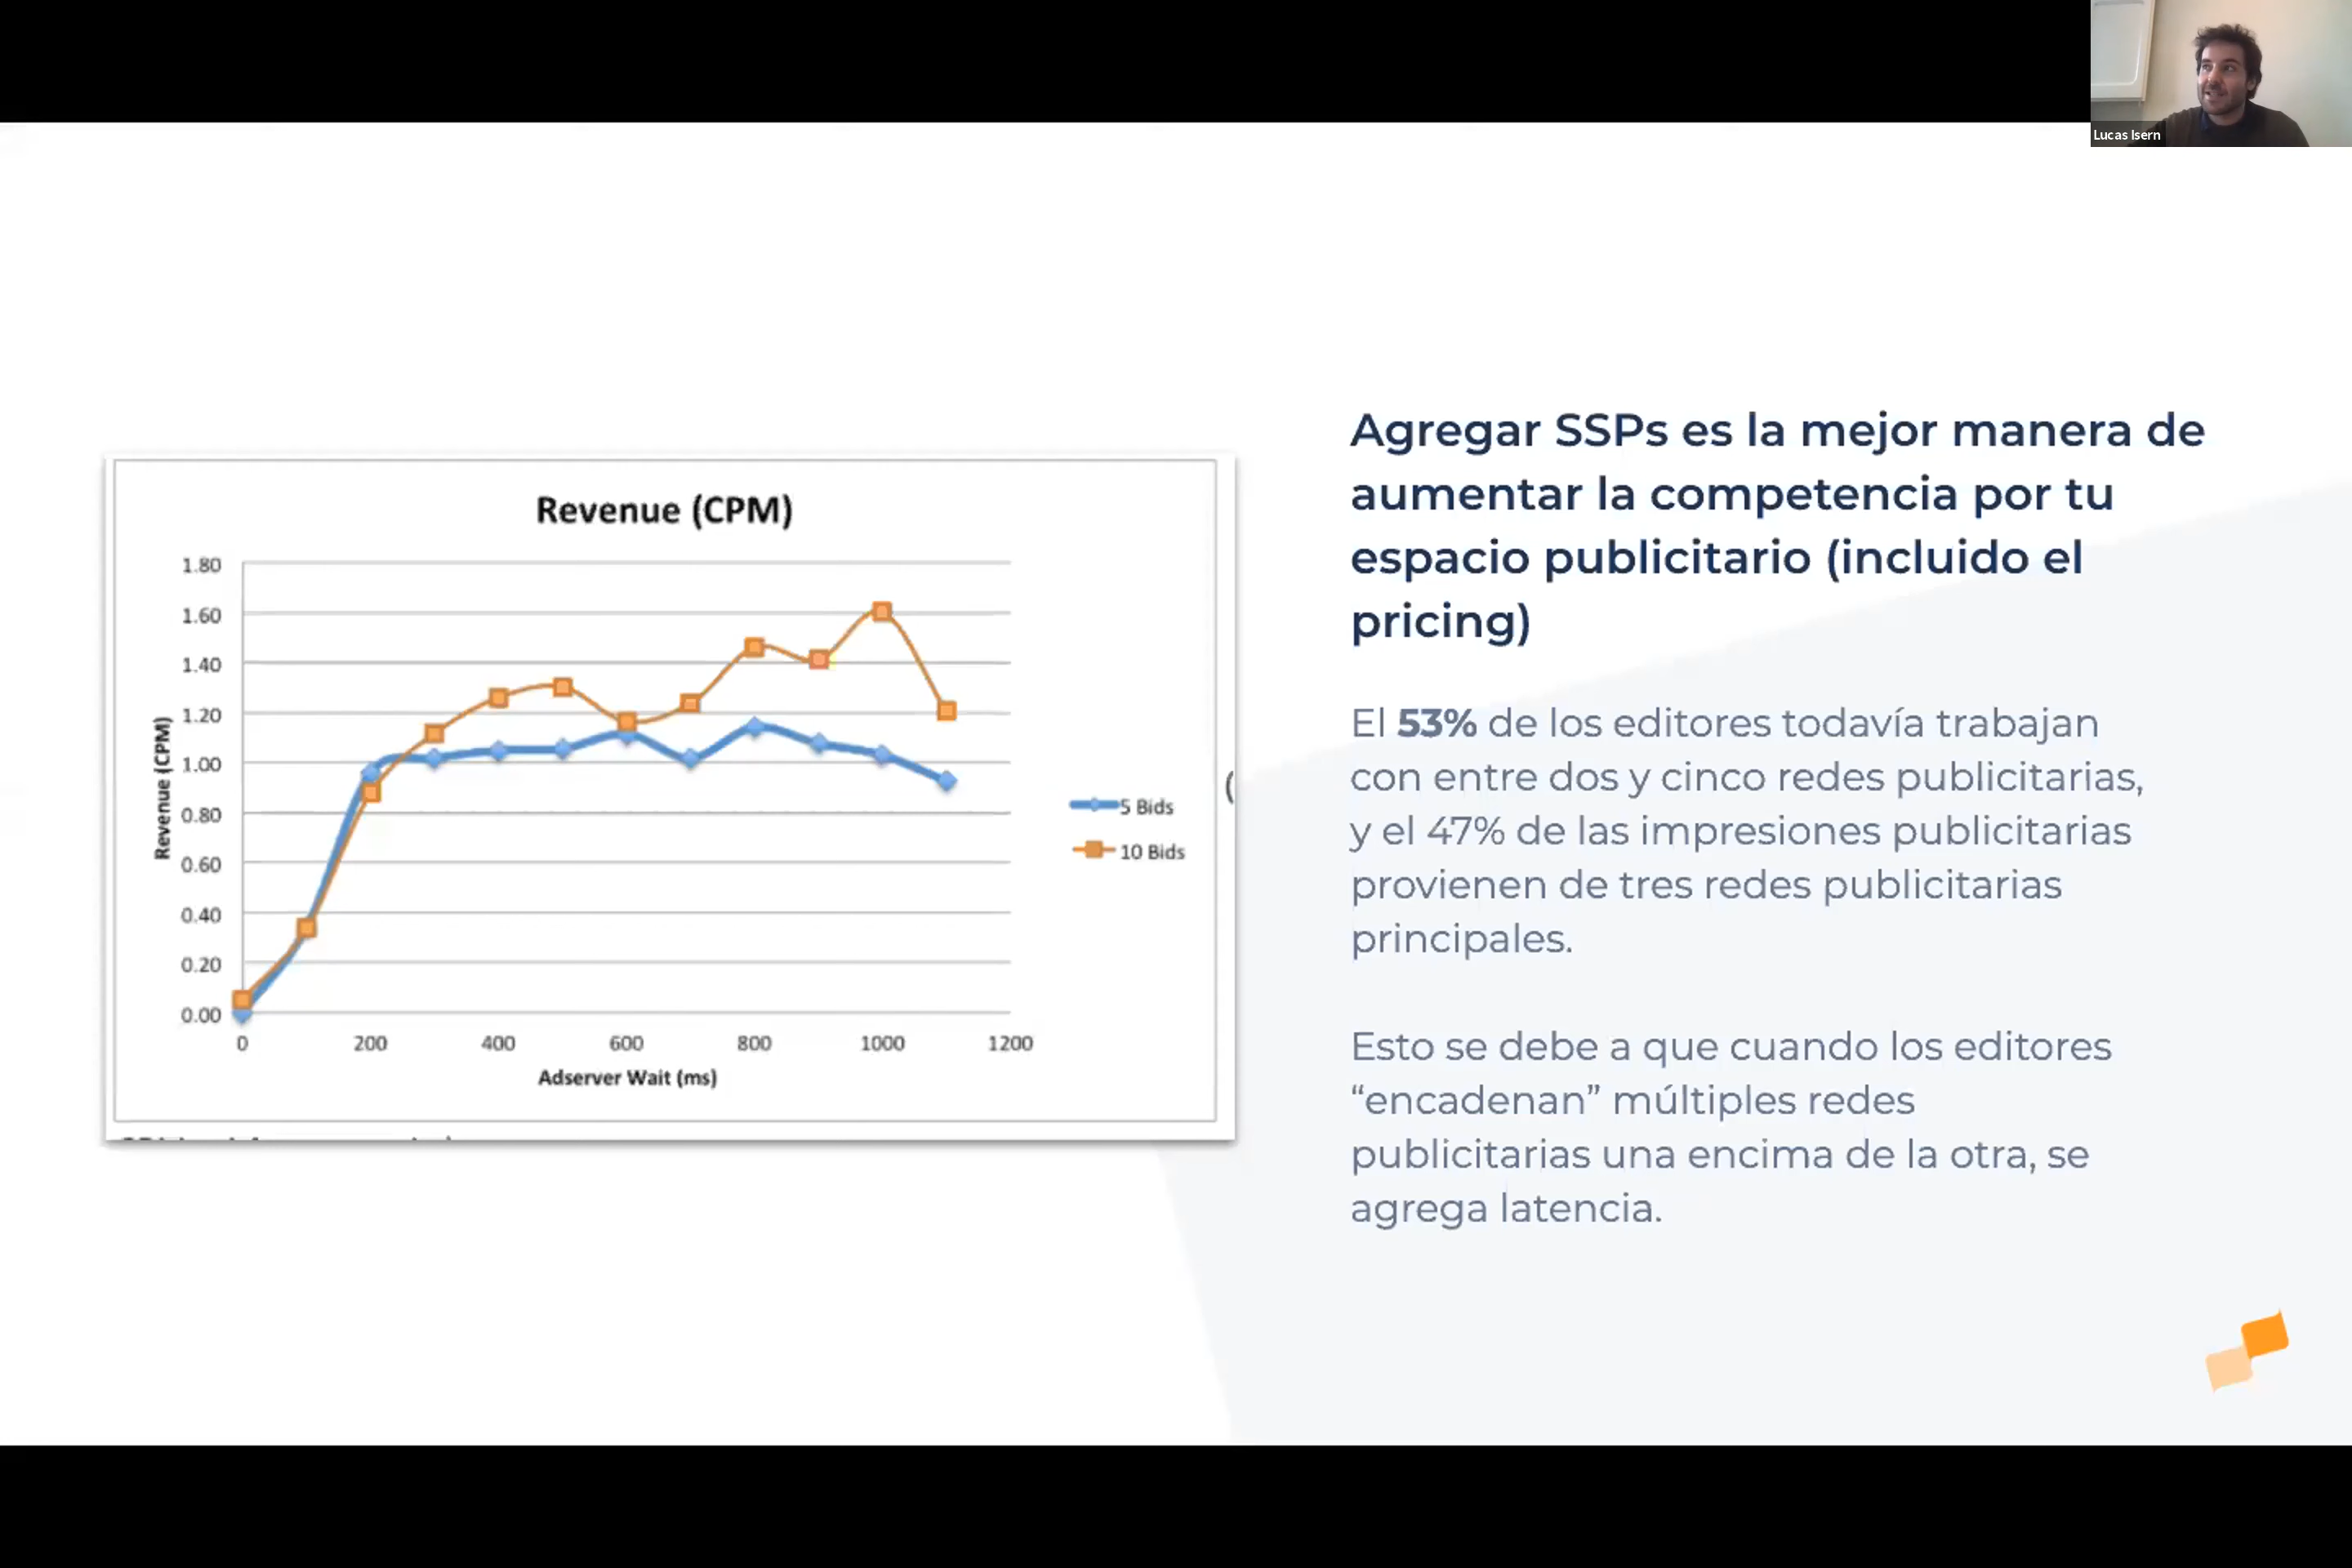 Lucas Isern
Agregar SSPs es la mejor manera de
aumentar la competencia por tu
espacio publicitario (incluido el
pricing)
El 53% de los editores todavía trabajan
con entre dos y cinco redes publicitarias,
y el 47% de las impresiones publicitarias
provienen de tres redes publicitarias
principales.
Esto se debe a que cuando los editores
“encadenan” múltiples redes
publicitarias una encima de la otra, se
agrega latencia.
Revenue (CPM)
Revenue (CPM)
1.80
1.60
1.40
1.20
1.00
0.80
0.60
0.40
0.20
0.00
0 200 400 600 800 1000 1200
Adserver Wait (ms)
5 Bids
10 Bids
(